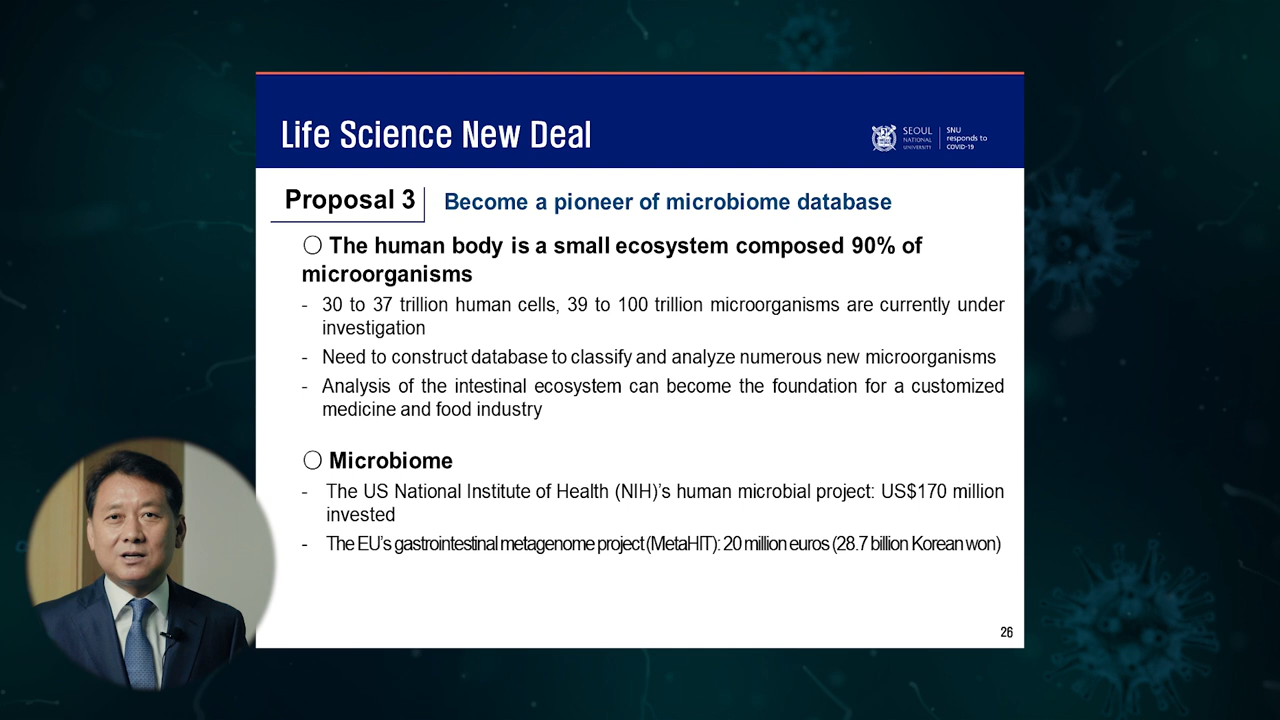 Life Science New Deal
SEOUL
NATIONAL
UNIVERSITY
SNU
responds to
COVID-19
Proposal 3
Become a pioneer of microbiome database
○ The human body is a small ecosystem composed 90% of
microorganisms
- 30 to 37 trillion human cells, 39 to 100 trillion microorganisms are currently under
investigation
- Need to construct database to classify and analyze numerous new microorganisms
- Analysis of the intestinal ecosystem can become the foundation for a customized
medicine and food industry
○ Microbiome
- The US National Institute of Health (NIH)'s human microbial project: US$170 million
invested
- The EU's gastrointestinal metagenome project (MetaHIT): 20 million euros (28.7 billion Korean won)
26